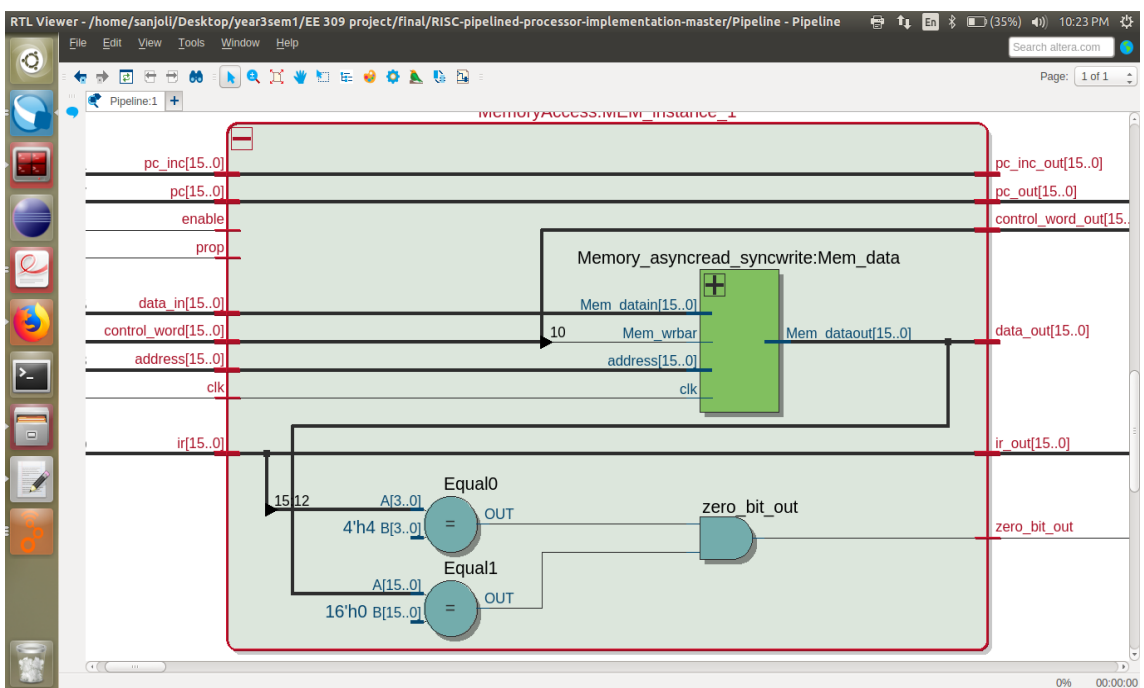 RTL Viewer - /home/sanjoli/Desktop/year3sem1/EE 309 project/final/RISC-pipelined-processor-implementation-master/Pipeline - Pipeline En (35%) 10:23 PM
File Edit View Tools Window Help
Search altera.com
Page: 1 of 1
Pipeline:1 +
MemoryAccess:MEM_instance_1
pc_inc[15..0] pc_inc_out[15..0]
pc[15..0] pc_out[15..0]
enable control_word_out[15..
prop
Memory_asyncread_syncwrite:Mem_data
data_in[15..0] Mem_datain[15..0]
control_word[15..0] 10 Mem_wrbar Mem_dataout[15..0] data_out[15..0]
address[15..0] address[15..0]
clk clk
ir[15..0] ir_out[15..0]
Equal0
15:12 A[3..0] = OUT zero_bit_out
4'h4 B[3..0] zero_bit_out
Equal1
A[15..0] = OUT
16'h0 B[15..0]
0% 00:00:00